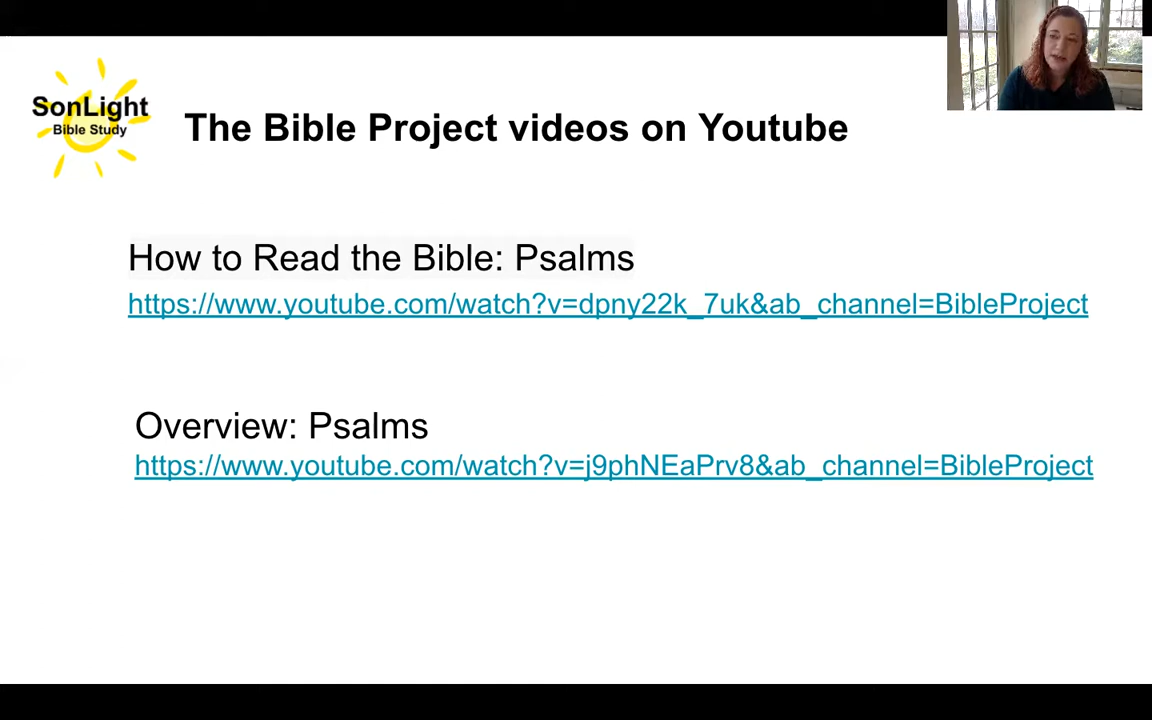 SonLight
Bible Study
The Bible Project videos on Youtube
How to Read the Bible: Psalms
https://www.youtube.com/watch?v=dpny22k_7uk&ab_channel=BibleProject
Overview: Psalms
https://www.youtube.com/watch?v=j9phNEaPrv8&ab_channel=BibleProject